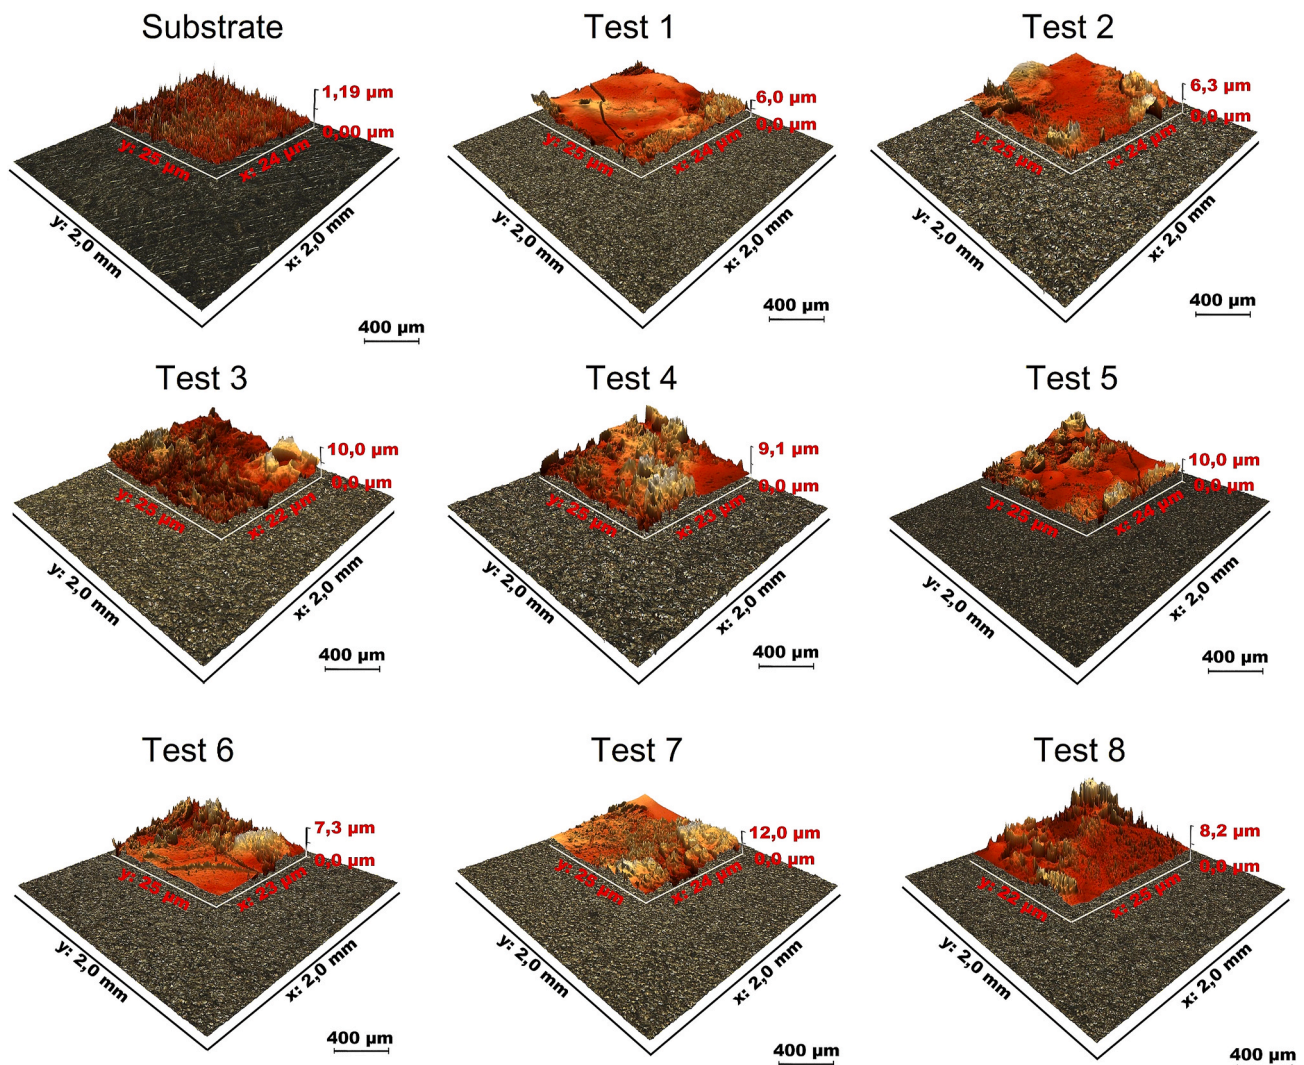 Substrate
1,19 µm
0,00 µm
y: 25 µm
x: 24 µm
y: 2,0 mm
x: 2,0 mm
400 µm
Test 1
6,0 µm
0,0 µm
y: 25 µm
x: 24 µm
y: 2,0 mm
x: 2,0 mm
400 µm
Test 2
6,3 µm
0,0 µm
y: 25 µm
x: 24 µm
y: 2,0 mm
x: 2,0 mm
400 µm
Test 3
10,0 µm
0,0 µm
y: 25 µm
x: 22 µm
y: 2,0 mm
x: 2,0 mm
400 µm
Test 4
9,1 µm
0,0 µm
y: 25 µm
x: 23 µm
y: 2,0 mm
x: 2,0 mm
400 µm
Test 5
10,0 µm
0,0 µm
y: 25 µm
x: 24 µm
y: 2,0 mm
x: 2,0 mm
400 µm
Test 6
7,3 µm
0,0 µm
y: 25 µm
x: 23 µm
y: 2,0 mm
x: 2,0 mm
400 µm
Test 7
12,0 µm
0,0 µm
y: 25 µm
x: 24 µm
y: 2,0 mm
x: 2,0 mm
400 µm
Test 8
8,2 µm
0,0 µm
y: 22 µm
x: 25 µm
y: 2,0 mm
x: 2,0 mm
400 µm